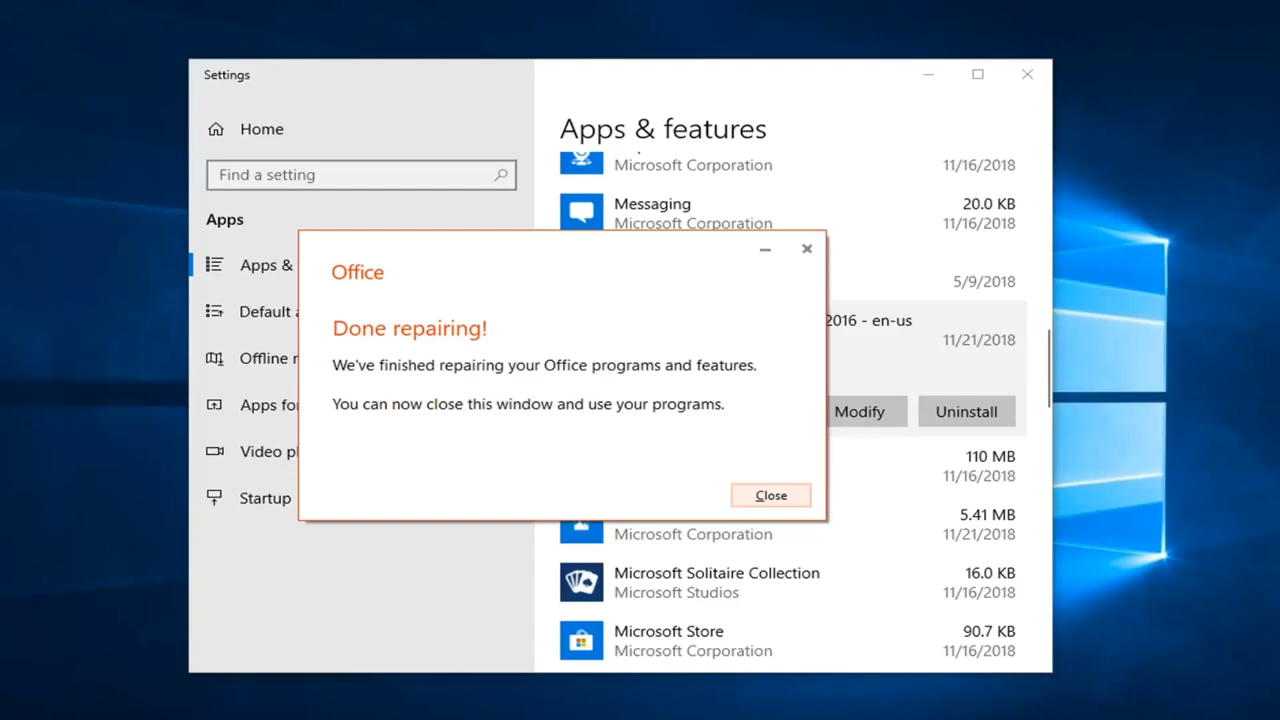 Settings
Home
Find a setting
Apps
Apps &
Default a
Offline
Apps for
Video pl
Startup
Apps & features
Microsoft Corporation
11/16/2018
Messaging
20.0 KB
Microsoft Corporation
11/16/2018
5/9/2018
2016 - en-us
11/21/2018
Modify
Uninstall
110 MB
11/16/2018
5.41 MB
Microsoft Corporation
11/21/2018
Microsoft Solitaire Collection
16.0 KB
Microsoft Studios
11/16/2018
Microsoft Store
90.7 KB
Microsoft Corporation
11/16/2018
Office
Done repairing!
We've finished repairing your Office programs and features.
You can now close this window and use your programs.
Close